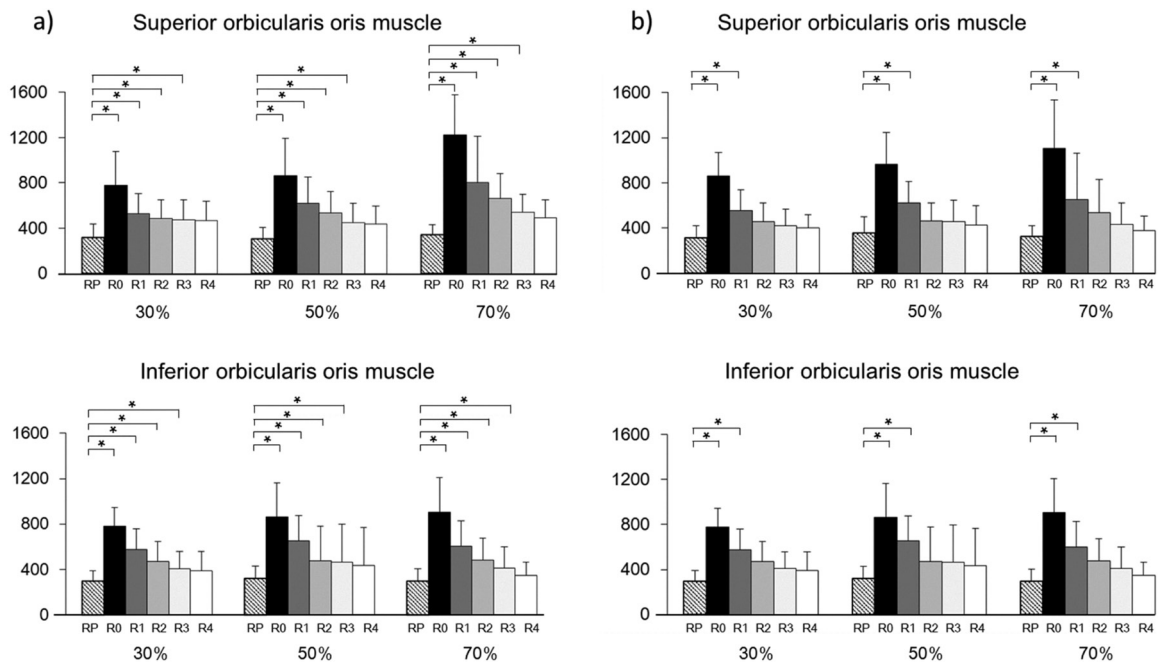 a)
Superior orbicularis oris muscle
* * * *
* * * *
* * * *
1600
1200
800
400
0
RP R0 R1 R2 R3 R4
RP R0 R1 R2 R3 R4
RP R0 R1 R2 R3 R4
30% 50% 70%
Inferior orbicularis oris muscle
* * * *
* * * *
* * * *
1600
1200
800
400
0
RP R0 R1 R2 R3 R4
RP R0 R1 R2 R3 R4
RP R0 R1 R2 R3 R4
30% 50% 70%
b)
Superior orbicularis oris muscle
* *
* *
* *
1600
1200
800
400
0
RP R0 R1 R2 R3 R4
RP R0 R1 R2 R3 R4
RP R0 R1 R2 R3 R4
30% 50% 70%
Inferior orbicularis oris muscle
* *
* *
* *
1600
1200
800
400
0
RP R0 R1 R2 R3 R4
RP R0 R1 R2 R3 R4
RP R0 R1 R2 R3 R4
30% 50% 70%